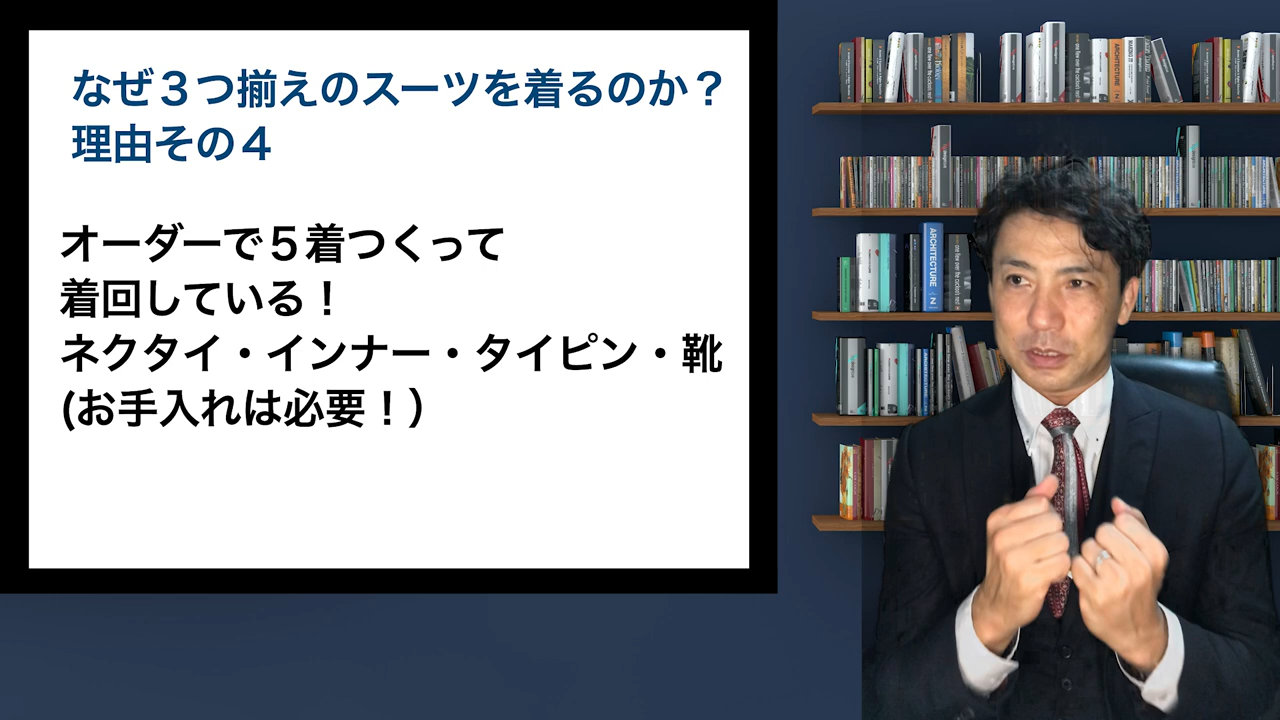 なぜ３つ揃えのスーツを着るのか？
理由その４
オーダーで５着つくって
着回している！
ネクタイ・インナー・タイピン・靴
(お手入れは必要！）
ARCHITECTURE
ARCHITECTURE